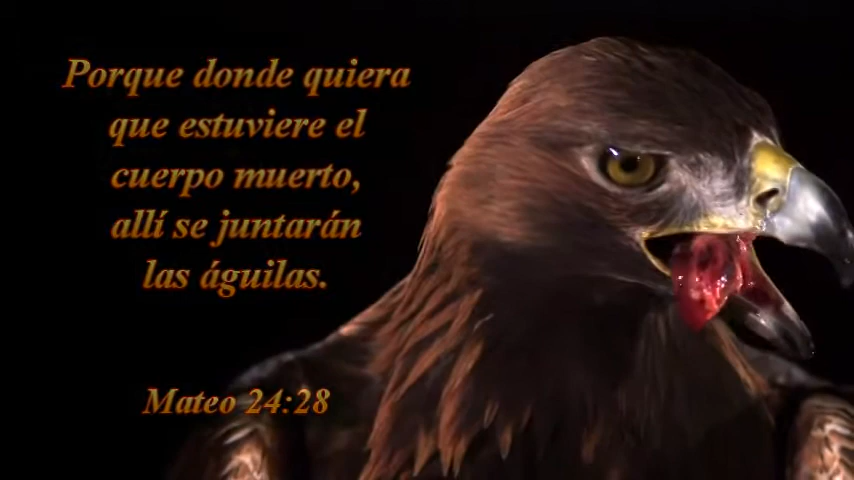 Porque donde quiera
que estuviere el
cuerpo muerto,
allí se juntarán
las águilas.
Mateo 24:28